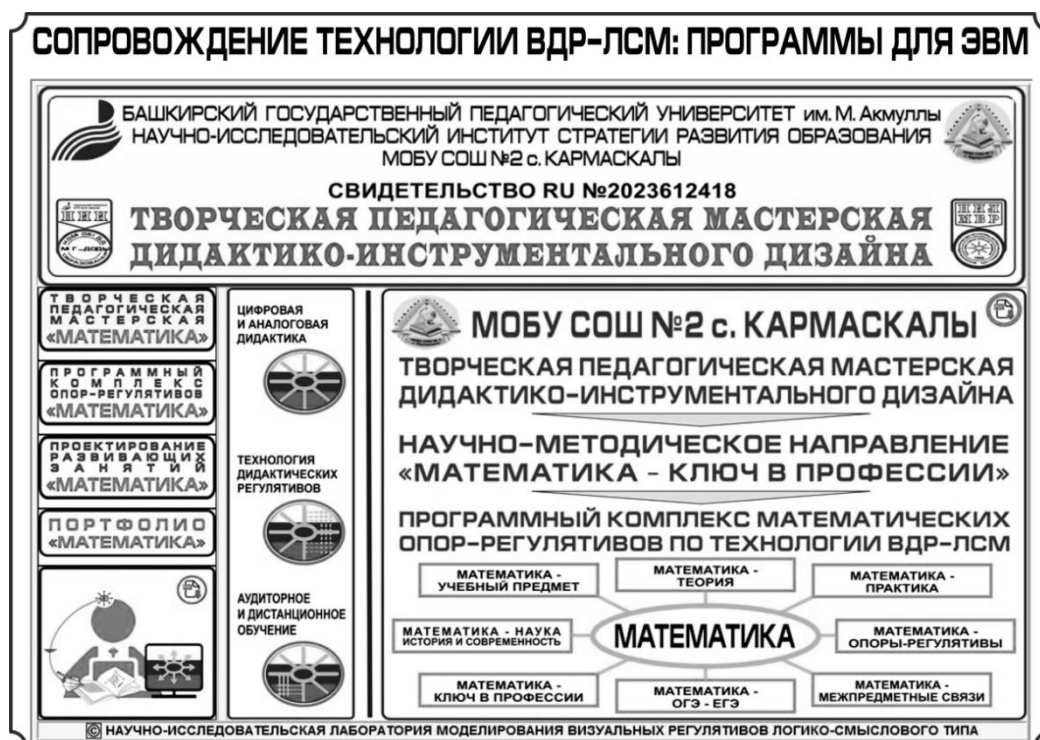 СОПРОВОЖДЕНИЕ ТЕХНОЛОГИИ ВДР-ЛСМ: ПРОГРАММЫ ДЛЯ ЭВМ
БАШКИРСКИЙ ГОСУДАРСТВЕННЫЙ ПЕДАГОГИЧЕСКИЙ УНИВЕРСИТЕТ им. М. Акмуллы
НАУЧНО-ИССЛЕДОВАТЕЛЬСКИЙ ИНСТИТУТ СТРАТЕГИИ РАЗВИТИЯ ОБРАЗОВАНИЯ
МОБУ СОШ №2 с. КАРМАСКАЛЫ
СВИДЕТЕЛЬСТВО RU №2023612418
ТВОРЧЕСКАЯ ПЕДАГОГИЧЕСКАЯ МАСТЕРСКАЯ
ДИДАКТИКО-ИНСТРУМЕНТАЛЬНОГО ДИЗАЙНА
ТВОРЧЕСКАЯ
ПЕДАГОГИЧЕСКАЯ
МАСТЕРСКАЯ
«МАТЕМАТИКА»
ПРОГРАММНЫЙ
КОМПЛЕКС
ОПОР-РЕГУЛЯТИВОВ
«МАТЕМАТИКА»
ПРОЕКТИРОВАНИЕ
РАЗВИВАЮЩИХ
ЗАНЯТИЙ
«МАТЕМАТИКА»
ПОРТФОЛИО
«МАТЕМАТИКА»
ЦИФРОВАЯ
И АНАЛОГОВАЯ
ДИДАКТИКА
ТЕХНОЛОГИЯ
ДИДАКТИЧЕСКИХ
РЕГУЛЯТИВОВ
АУДИТОРНОЕ
И ДИСТАНЦИОННОЕ
ОБУЧЕНИЕ
МОБУ СОШ №2 с. КАРМАСКАЛЫ
ТВОРЧЕСКАЯ ПЕДАГОГИЧЕСКАЯ МАСТЕРСКАЯ
ДИДАКТИКО-ИНСТРУМЕНТАЛЬНОГО ДИЗАЙНА
НАУЧНО-МЕТОДИЧЕСКОЕ НАПРАВЛЕНИЕ
«МАТЕМАТИКА - КЛЮЧ В ПРОФЕССИИ»
ПРОГРАММНЫЙ КОМПЛЕКС МАТЕМАТИЧЕСКИХ
ОПОР-РЕГУЛЯТИВОВ ПО ТЕХНОЛОГИИ ВДР-ЛСМ
МАТЕМАТИКА -
УЧЕБНЫЙ ПРЕДМЕТ
МАТЕМАТИКА -
ТЕОРИЯ
МАТЕМАТИКА -
ПРАКТИКА
МАТЕМАТИКА - НАУКА
ИСТОРИЯ И СОВРЕМЕННОСТЬ
МАТЕМАТИКА
МАТЕМАТИКА -
ОПОРЫ-РЕГУЛЯТИВЫ
МАТЕМАТИКА -
КЛЮЧ В ПРОФЕССИИ
МАТЕМАТИКА -
ОГЭ - ЕГЭ
МАТЕМАТИКА -
МЕЖПРЕДМЕТНЫЕ СВЯЗИ
© НАУЧНО-ИССЛЕДОВАТЕЛЬСКАЯ ЛАБОРАТОРИЯ МОДЕЛИРОВАНИЯ ВИЗУАЛЬНЫХ РЕГУЛЯТИВОВ ЛОГИКО-СМЫСЛОВОГО ТИПА